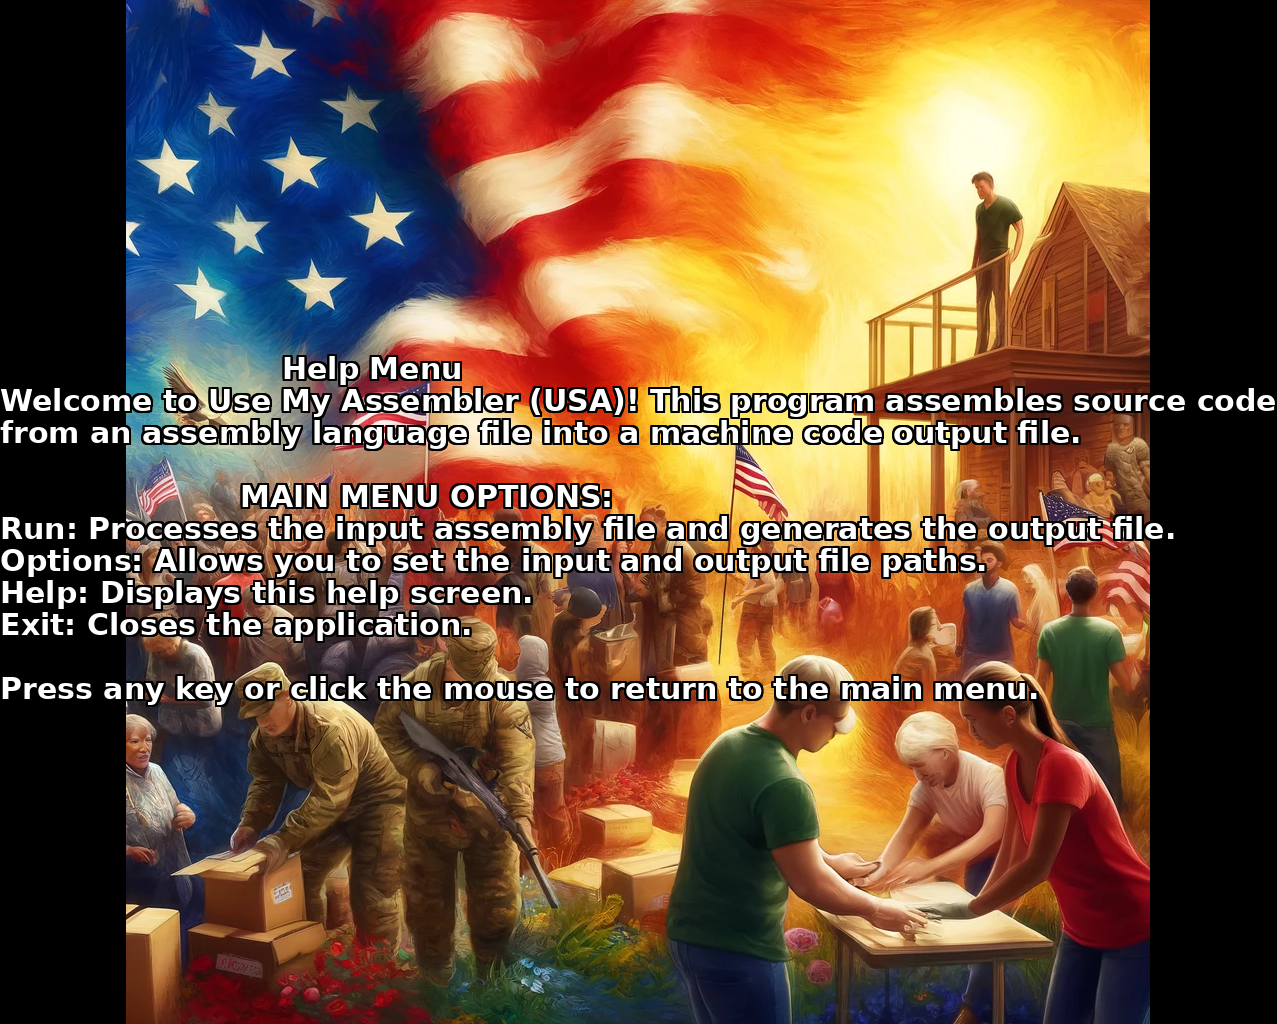 Help Menu
Welcome to Use My Assembler (USA)! This program assembles source code
from an assembly language file into a machine code output file.
MAIN MENU OPTIONS:
Run: Processes the input assembly file and generates the output file.
Options: Allows you to set the input and output file paths.
Help: Displays this help screen.
Exit: Closes the application.
Press any key or click the mouse to return to the main menu.